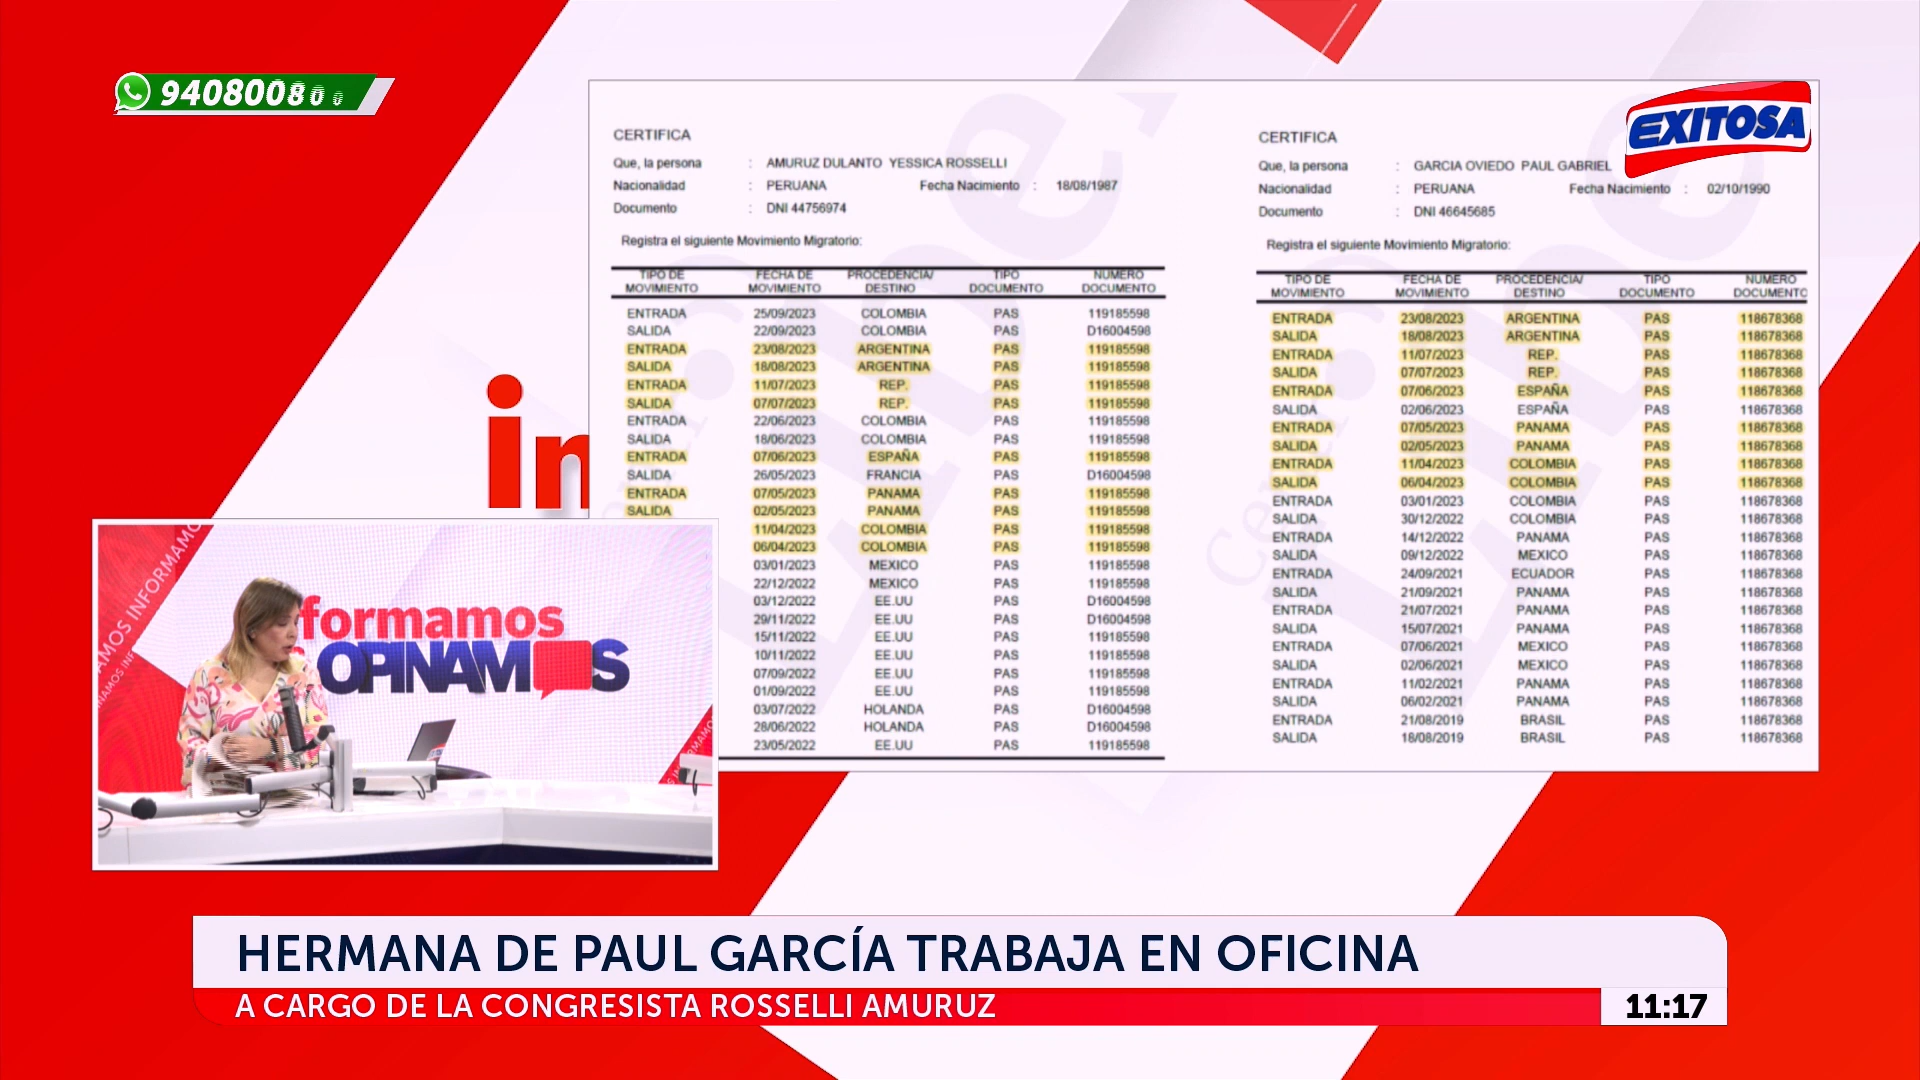 9408008
EXITOSA
CERTIFICA
Que, la persona : AMURUZ DULANTO YESSICA ROSSELLI
Nacionalidad : PERUANA Fecha Nacimiento : 18/08/1987
Documento : DNI 44756974
Registra el siguiente Movimiento Migratorio:
TIPO DE MOVIMIENTO FECHA DE MOVIMIENTO PROCEDENCIA/ DESTINO TIPO DOCUMENTO NUMERO DOCUMENTO
ENTRADA 25/09/2023 COLOMBIA PAS 119185598
SALIDA 22/09/2023 COLOMBIA PAS D16004598
ENTRADA 23/08/2023 ARGENTINA PAS 119185598
SALIDA 18/08/2023 ARGENTINA PAS 119185598
ENTRADA 11/07/2023 REP. PAS 119185598
SALIDA 07/07/2023 REP. PAS 119185598
ENTRADA 22/06/2023 COLOMBIA PAS 119185598
SALIDA 18/06/2023 COLOMBIA PAS 119185598
ENTRADA 07/06/2023 ESPAÑA PAS 119185598
SALIDA 26/05/2023 FRANCIA PAS D16004598
ENTRADA 07/05/2023 PANAMA PAS 119185598
SALIDA 02/05/2023 PANAMA PAS 119185598
11/04/2023 COLOMBIA PAS 119185598
06/04/2023 COLOMBIA PAS 119185598
03/01/2023 MEXICO PAS 119185598
22/12/2022 MEXICO PAS 119185598
03/12/2022 EE.UU PAS D16004598
29/11/2022 EE.UU PAS D16004598
15/11/2022 EE.UU PAS 119185598
10/11/2022 EE.UU PAS 119185598
07/09/2022 EE.UU PAS 119185598
01/09/2022 EE.UU PAS 119185598
03/07/2022 HOLANDA PAS D16004598
28/06/2022 HOLANDA PAS D16004598
23/05/2022 EE.UU PAS 119185598
CERTIFICA
Que, la persona : GARCIA OVIEDO PAUL GABRIEL
Nacionalidad : PERUANA Fecha Nacimiento : 02/10/1990
Documento : DNI 46645685
Registra el siguiente Movimiento Migratorio:
TIPO DE MOVIMIENTO FECHA DE MOVIMIENTO PROCEDENCIA/ DESTINO TIPO DOCUMENTO NUMERO DOCUMENTO
ENTRADA 23/08/2023 ARGENTINA PAS 118678368
SALIDA 18/08/2023 ARGENTINA PAS 118678368
ENTRADA 11/07/2023 REP. PAS 118678368
SALIDA 07/07/2023 REP. PAS 118678368
ENTRADA 07/06/2023 ESPAÑA PAS 118678368
SALIDA 02/06/2023 ESPAÑA PAS 118678368
ENTRADA 07/05/2023 PANAMA PAS 118678368
SALIDA 02/05/2023 PANAMA PAS 118678368
ENTRADA 11/04/2023 COLOMBIA PAS 118678368
SALIDA 06/04/2023 COLOMBIA PAS 118678368
ENTRADA 03/01/2023 COLOMBIA PAS 118678368
SALIDA 30/12/2022 COLOMBIA PAS 118678368
ENTRADA 14/12/2022 PANAMA PAS 118678368
SALIDA 09/12/2022 MEXICO PAS 118678368
ENTRADA 24/09/2021 ECUADOR PAS 118678368
SALIDA 21/09/2021 PANAMA PAS 118678368
ENTRADA 21/07/2021 PANAMA PAS 118678368
SALIDA 15/07/2021 PANAMA PAS 118678368
ENTRADA 07/06/2021 MEXICO PAS 118678368
SALIDA 02/06/2021 MEXICO PAS 118678368
ENTRADA 11/02/2021 PANAMA PAS 118678368
SALIDA 06/02/2021 PANAMA PAS 118678368
ENTRADA 21/08/2019 BRASIL PAS 118678368
SALIDA 18/08/2019 BRASIL PAS 118678368
in
formamos
OPINAMOS
AMOS INFORMAMO
HERMANA DE PAUL GARCÍA TRABAJA EN OFICINA
A CARGO DE LA CONGRESISTA ROSSELLI AMURUZ
11:17